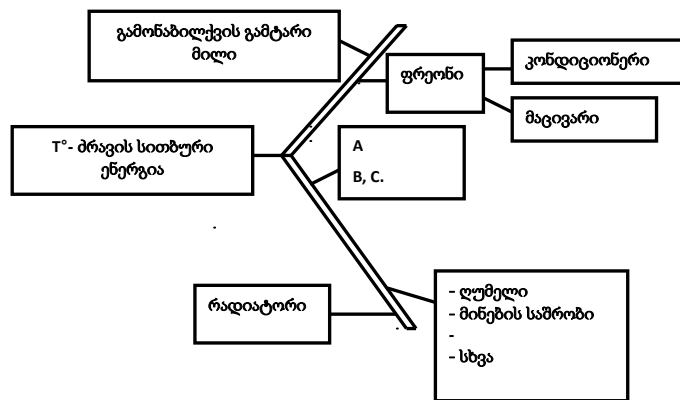 გამონაბოლქვის გამტარი
მილი
ფრეონი
კონდიციონერი
მაცივარი
T°- ძრავის სითბური
ენერგია
A
B, C.
რადიატორი
- ღუმელი
- მინების საშრობი
-
- სხვა